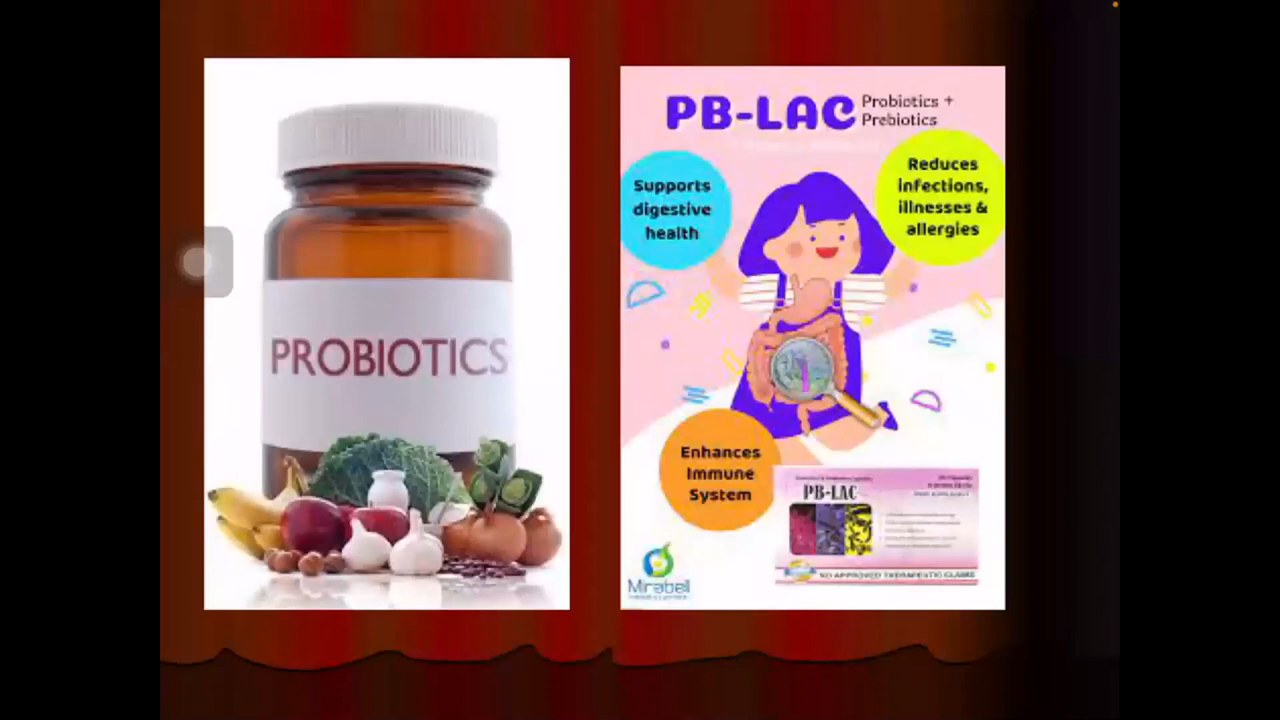 PROBIOTICS
PB-LAC
Probiotics +
Prebiotics
Supports
digestive
health
Reduces
infections,
illnesses &
allergies
Enhances
Immune
System
PB-LAC
NO APPROVED THERAPEUTIC CLAIMS
Mirabell